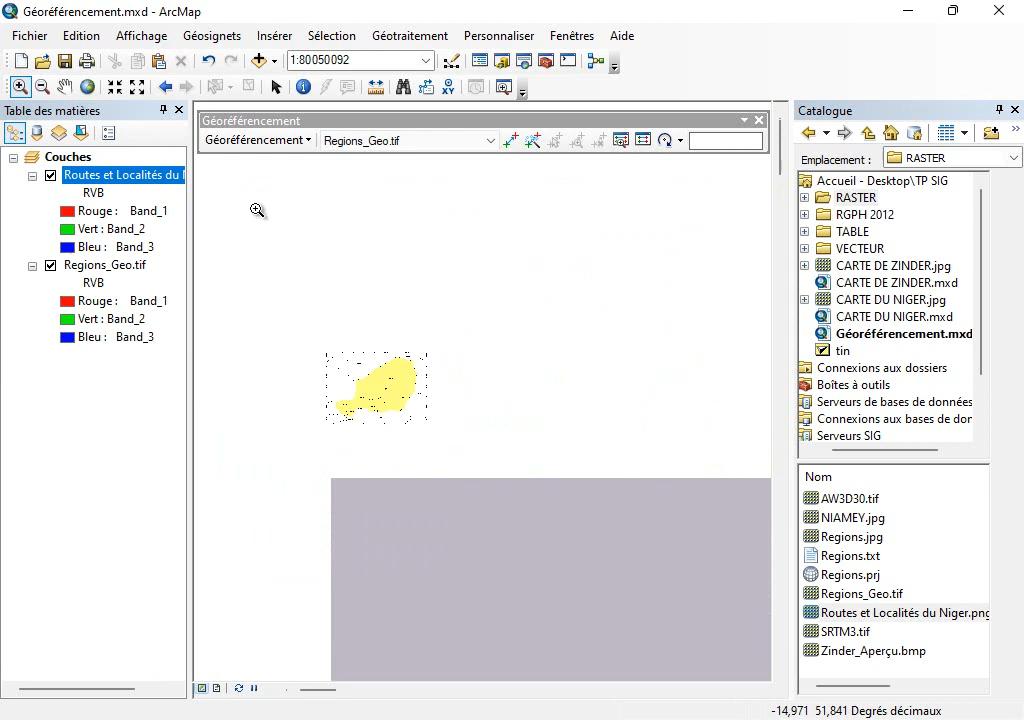 Géoréférencement.mxd - ArcMap
Fichier Edition Affichage Géosignets Insérer Sélection Géotraitement Personnaliser Fenêtres Aide
1:80050092
Table des matières
Couches
Routes et Localités du
RVB
Rouge : Band_1
Vert : Band_2
Bleu : Band_3
Regions_Geo.tif
RVB
Rouge : Band_1
Vert : Band_2
Bleu : Band_3
Géoréférencement
Géoréférencement Regions_Geo.tif
Catalogue
Emplacement : RASTER
Accueil - Desktop\TP SIG
RASTER
RGPH 2012
TABLE
VECTEUR
CARTE DE ZINDER.jpg
CARTE DE ZINDER.mxd
CARTE DU NIGER.jpg
CARTE DU NIGER.mxd
Géoréférencement.mxd
tin
Connexions aux dossiers
Boîtes à outils
Serveurs de bases de données
Connexions aux bases de don
Serveurs SIG
Nom
AW3D30.tif
NIAMEY.jpg
Regions.jpg
Regions.txt
Regions.prj
Regions_Geo.tif
Routes et Localités du Niger.png
SRTM3.tif
Zinder_Aperçu.bmp
-14,971 51,841 Degrés décimaux